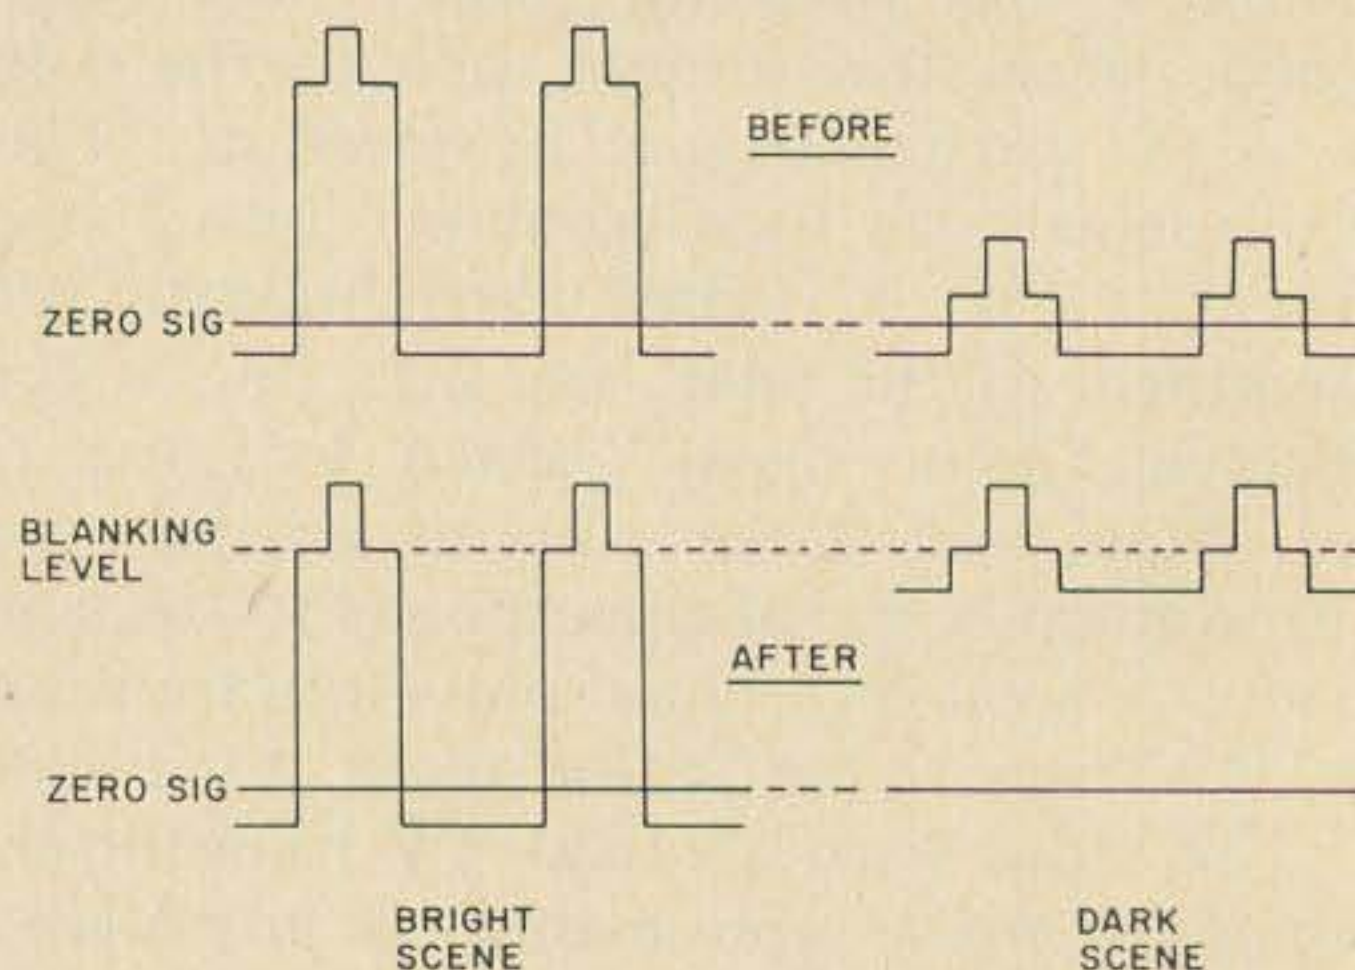 BEFORE
ZERO SIG
BLANKING
LEVEL
AFTER
ZERO SIG
BRIGHT
SCENE
DARK
SCENE